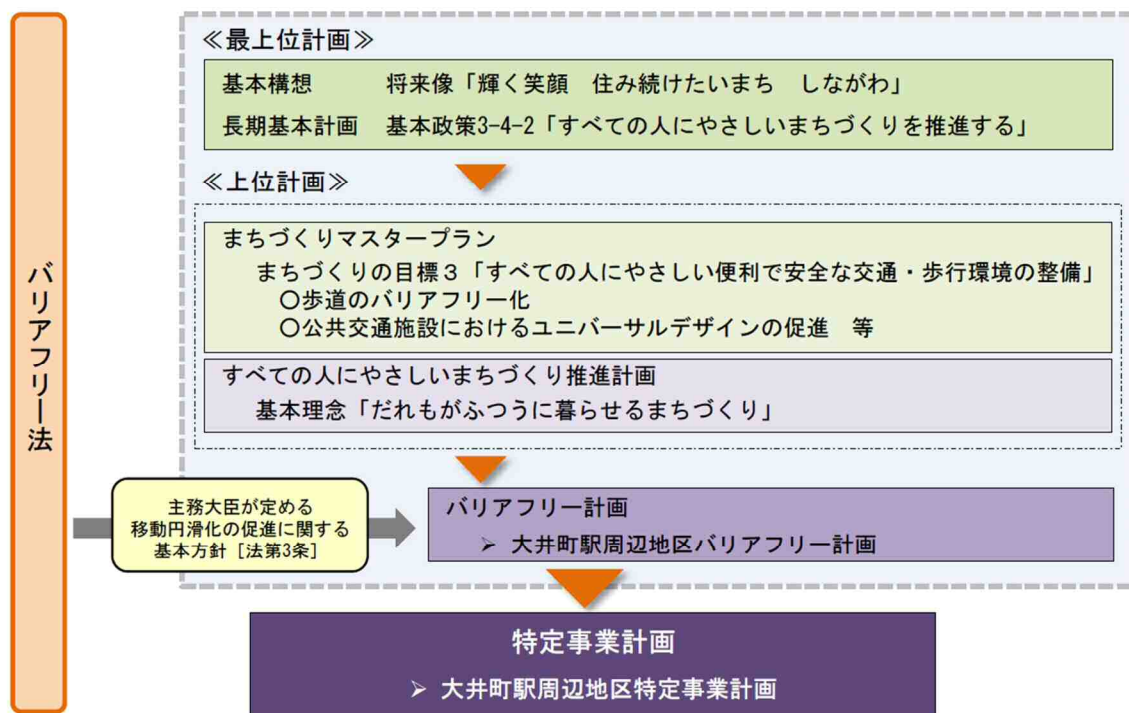 バリアフリー法
≪最上位計画≫
基本構想　将来像「輝く笑顔　住み続けたいまち　しながわ」
長期基本計画　基本政策3-4-2「すべての人にやさしいまちづくりを推進する」
≪上位計画≫
まちづくりマスタープラン
まちづくりの目標３「すべての人にやさしい便利で安全な交通・歩行環境の整備」
〇歩道のバリアフリー化
〇公共交通施設におけるユニバーサルデザインの促進　等
すべての人にやさしいまちづくり推進計画
基本理念「だれもがふつうに暮らせるまちづくり」
主務大臣が定める
移動円滑化の促進に関する
基本方針［法第3条］
バリアフリー計画
➢ 大井町駅周辺地区バリアフリー計画
特定事業計画
➢ 大井町駅周辺地区特定事業計画